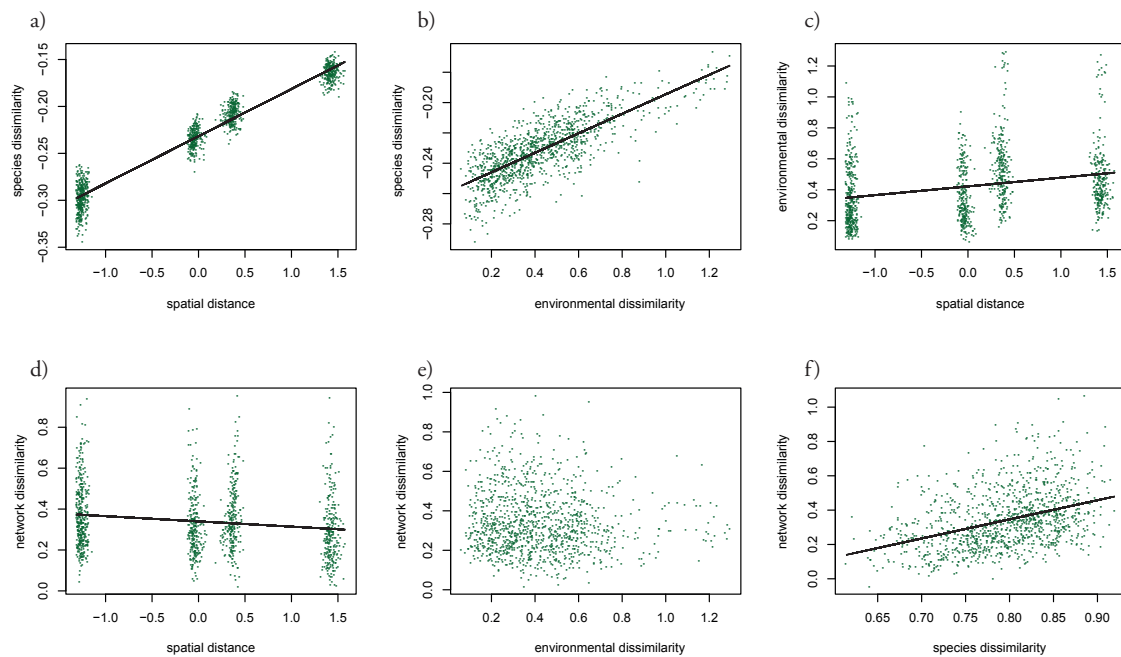 a)
species dissimilarity
−0.15
−0.20
−0.25
−0.30
−0.35
−1.0 −0.5 0.0 0.5 1.0 1.5
spatial distance
b)
species dissimilarity
−0.20
−0.24
−0.28
0.2 0.4 0.6 0.8 1.0 1.2
environmental dissimilarity
c)
environmental dissimilarity
1.2
1.0
0.8
0.6
0.4
0.2
−1.0 −0.5 0.0 0.5 1.0 1.5
spatial distance
d)
network dissimilarity
0.8
0.6
0.4
0.2
0.0
−1.0 −0.5 0.0 0.5 1.0 1.5
spatial distance
e)
network dissimilarity
1.0
0.8
0.6
0.4
0.2
0.0
0.2 0.4 0.6 0.8 1.0 1.2
environmental dissimilarity
f)
network dissimilarity
1.0
0.8
0.6
0.4
0.2
0.0
0.65 0.70 0.75 0.80 0.85 0.90
species dissimilarity